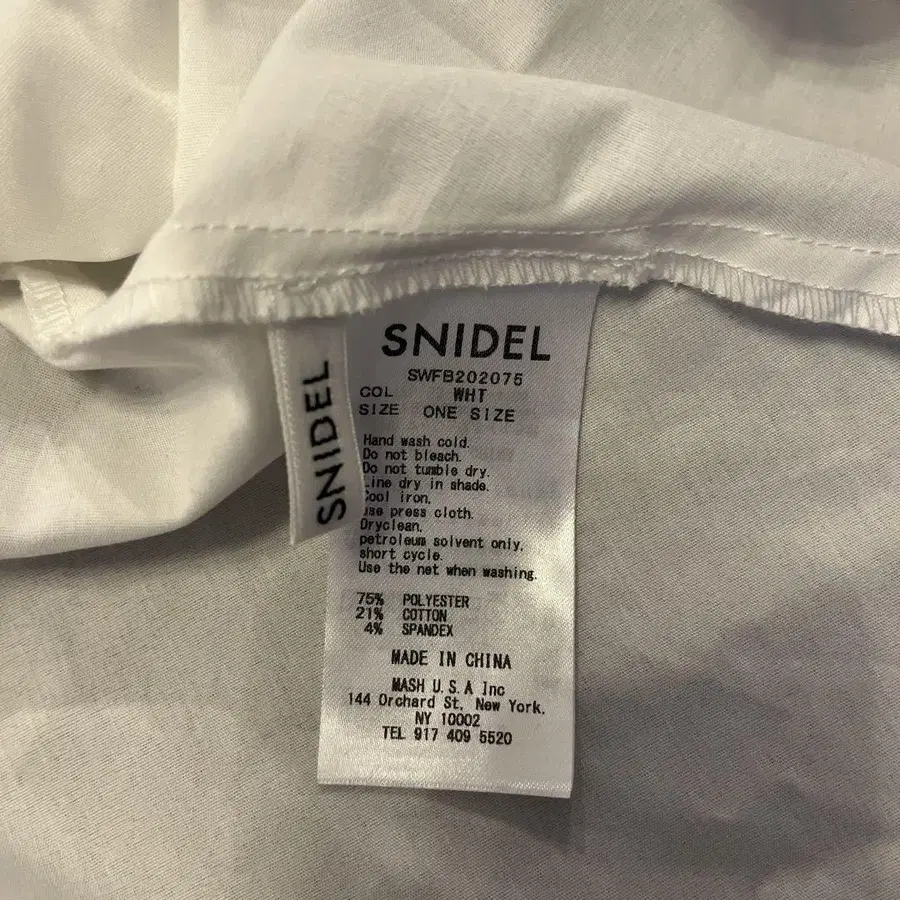 SNIDEL
SNIDEL
SWFB202075
COL WHT
SIZE ONE SIZE
Hand wash cold.
Do not bleach.
Do not tumble dry.
Line dry in shade.
Cool iron.
use press cloth.
Dryclean.
petroleum solvent only.
short cycle.
Use the net when washing.
75% POLYESTER
21% COTTON
4% SPANDEX
MADE IN CHINA
MASH U.S.A Inc
144 Orchard St. New York.
NY 10002
TEL 917 409 5520